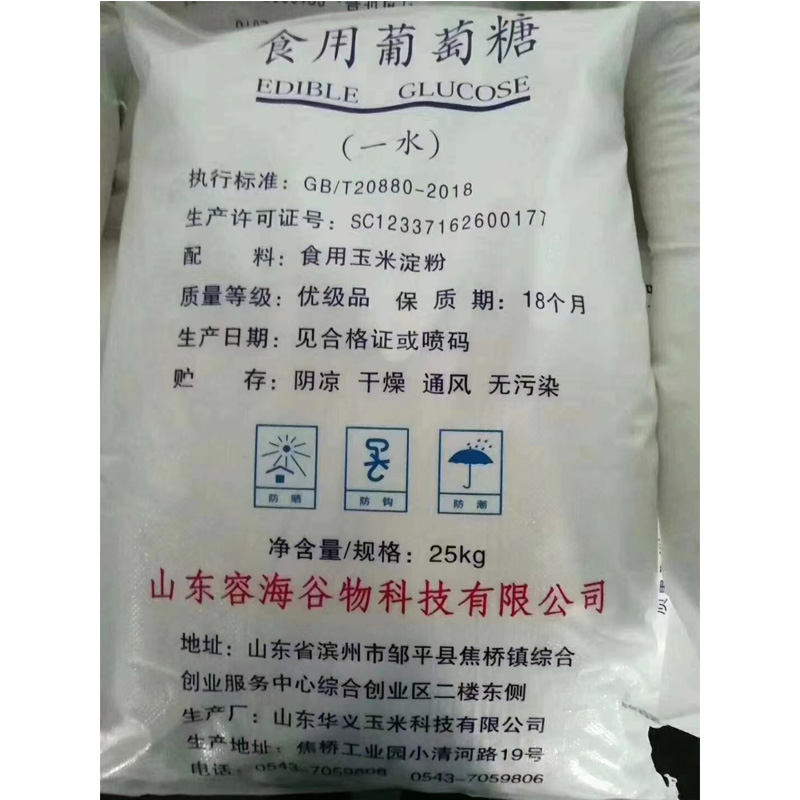 食用葡萄糖
EDIBLE GLUCOSE
(一水)
执行标准：GB/T20880-2018
生产许可证号：SC12337162600177
配 料：食用玉米淀粉
质量等级：优级品 保 质 期：18个月
生产日期：见合格证或喷码
贮 存：阴凉 干燥 通风 无污染
防晒 防钩 防潮
净含量/规格：25kg
山东容海谷物科技有限公司
地址：山东省滨州市邹平县焦桥镇综合
创业服务中心综合创业区二楼东侧
生产厂：山东华义玉米科技有限公司
生产地址：焦桥工业园小清河路19号
电话：0543-7059806 0543-7059806